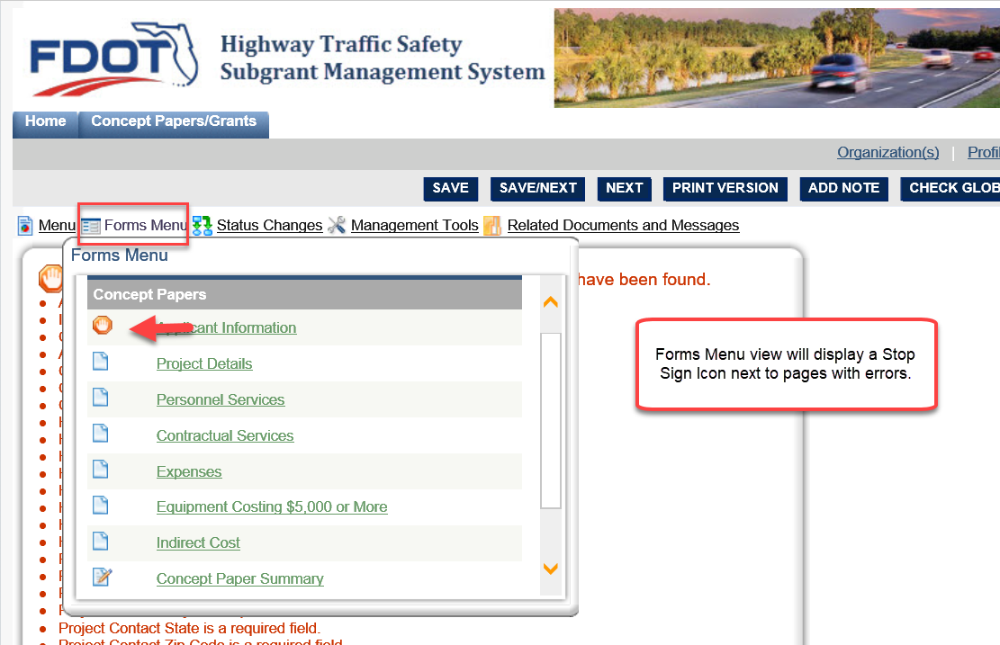 FDOT
Highway Traffic Safety
Subgrant Management System
Home
Concept Papers/Grants
Organization(s) |
SAVE
SAVE/NEXT
NEXT
PRINT VERSION
ADD NOTE
CHECK
Menu
Forms Menu
Status Changes
Management Tools
Related Documents and Messages
Forms Menu
have been found.
Concept Papers
Information
Project Details
Personnel Services
Contractual Services
Expenses
Equipment Costing $5,000 or More
Indirect Cost
Concept Paper Summary
Forms Menu view will display a Stop
Sign Icon next to pages with errors.
Project Contact State is a required field.
Project Contact Zip Code is a required field.